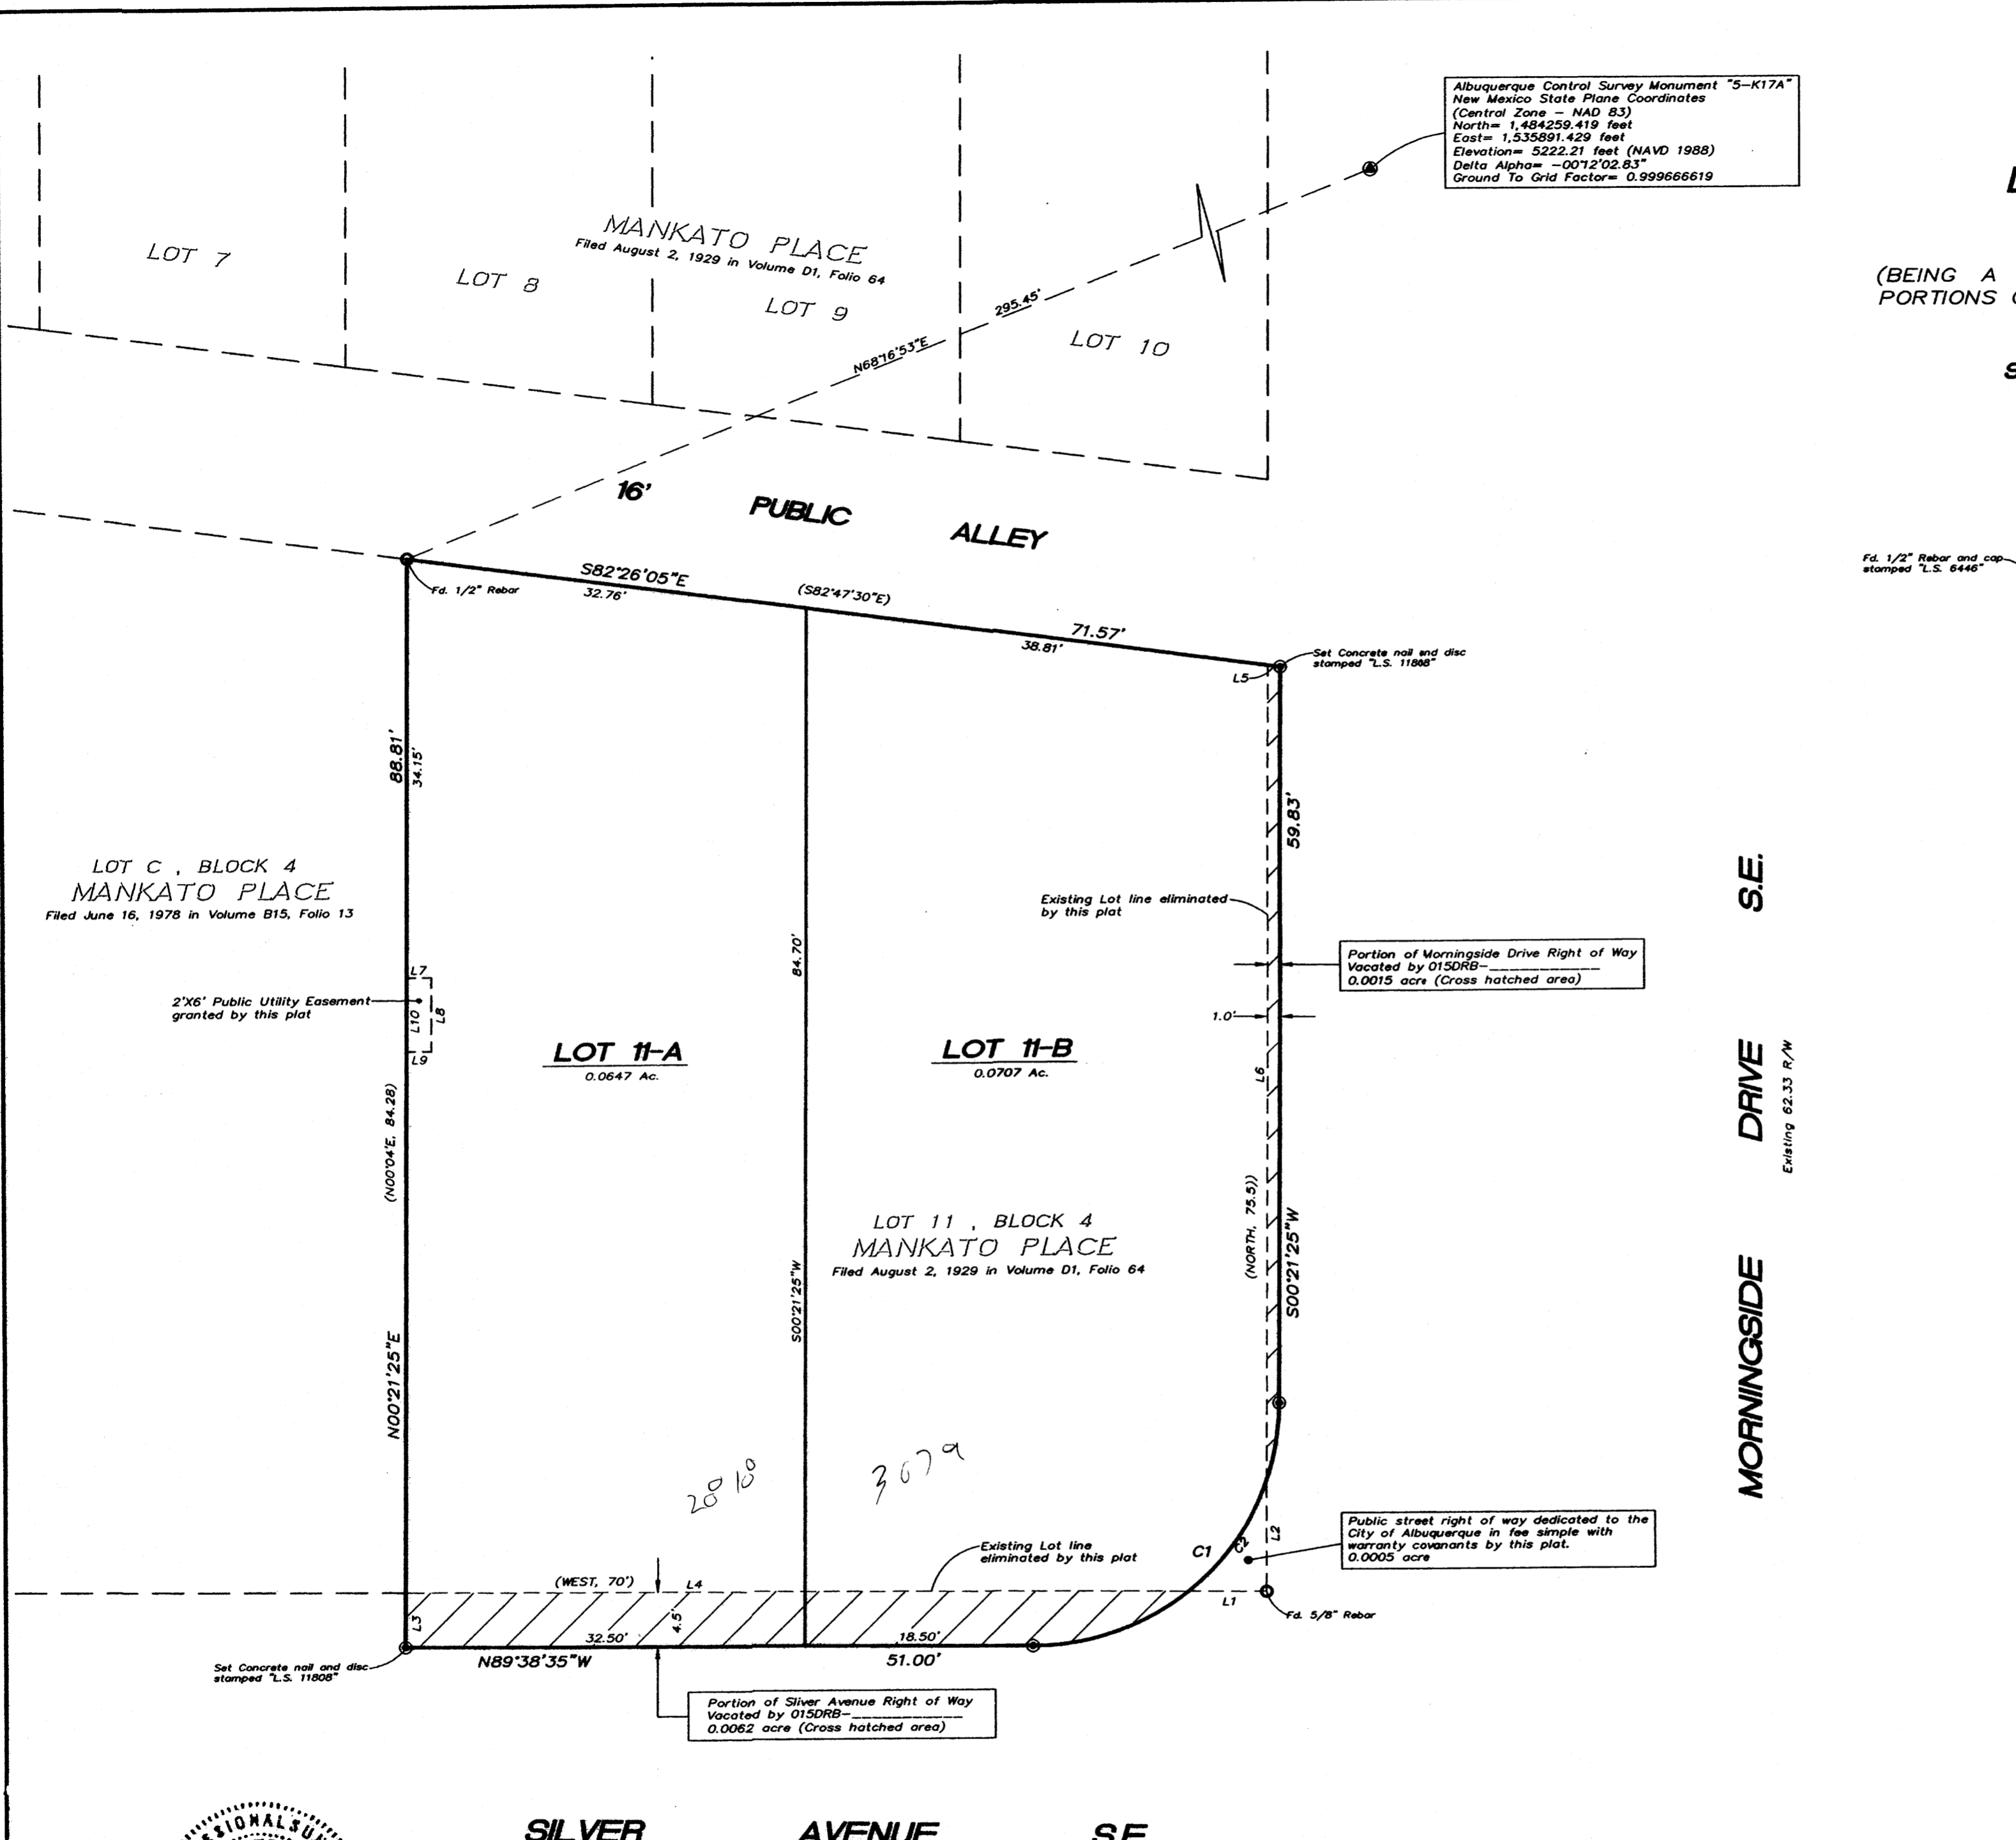 Albuquerque Control Survey Monument "5-K17A"
New Mexico State Plane Coordinates
(Central Zone - NAD 83)
North= 1,484259.419 feet
East= 1,535891.429 feet
Elevation= 5222.21 feet (NAVD 1988)
Delta Alpha= -00°12'02.83"
Ground To Grid Factor= 0.999666619
LOT 7
LOT 8
MANKATO PLACE
Filed August 2, 1929 in Volume D1, Folio 64
LOT 9
LOT 10
295.45'
N68°16'53"E
(BEING A
PORTIONS
16' PUBLIC ALLEY
Fd. 1/2" Rebar
S82°26'05"E
32.76'
(S82°47'30"E)
71.57'
38.81'
Set Concrete nail and disc
stamped "L.S. 11808"
L5
Fd. 1/2" Rebar and cap
stamped "L.S. 6446"
88.81'
34.15'
59.83'
LOT C , BLOCK 4
MANKATO PLACE
Filed June 16, 1978 in Volume B15, Folio 13
Existing Lot line eliminated
by this plat
84.70'
Portion of Morningside Drive Right of Way
Vacated by 015DRB-____________
0.0015 acre (Cross hatched area)
L7
2'X6' Public Utility Easement
granted by this plat
L10
L8
L9
1.0'
LOT 11-A
0.0647 Ac.
LOT 11-B
0.0707 Ac.
L6
MORNINGSIDE DRIVE S.E.
Existing 62.33 R/W
(N00°04'E, 84.28)
(NORTH, 75.5))
LOT 11 , BLOCK 4
MANKATO PLACE
Filed August 2, 1929 in Volume D1, Folio 64
N00°21'25"E
S00°21'25"W
S00°21'25"W
3079
Existing Lot line
eliminated by this plat
C1
C2
L2
Public street right of way dedicated to the
City of Albuquerque in fee simple with
warranty covanants by this plat.
0.0005 acre
(WEST, 70')
L4
L1
Fd. 5/8" Rebar
L3
4.5'
32.50'
18.50'
N89°38'35"W
51.00'
Set Concrete nail and disc
stamped "L.S. 11808"
Portion of Sliver Avenue Right of Way
Vacated by 015DRB-____________
0.0062 acre (Cross hatched area)
SILVER AVENUE S.E.